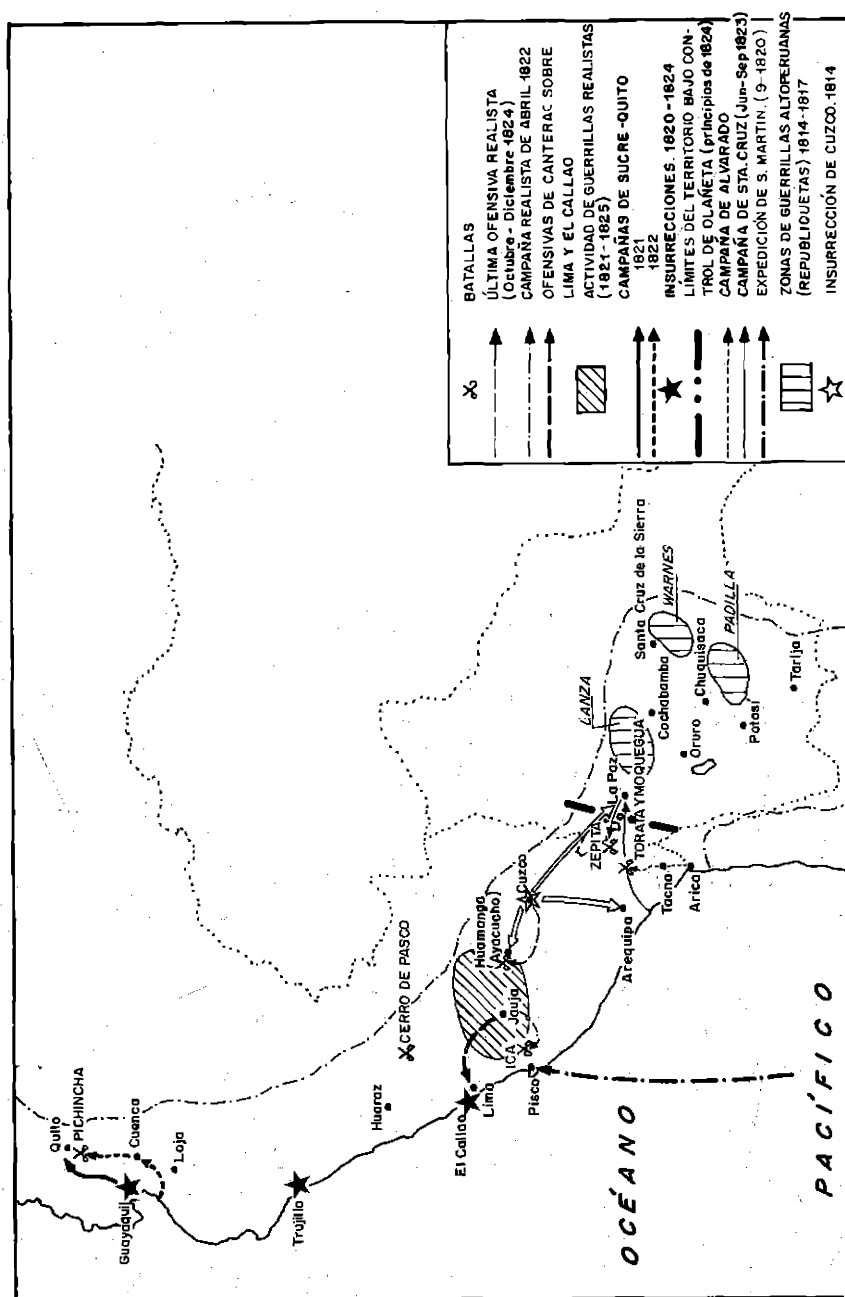 Quito
PICHINCHA
Guayaquil
Cuenca
Loja
Trujillo
Huaraz
CERRO DE PASCO
El Callao
Lima
Jauja
ICA
Pisco
Huamanga
Ayacucho)
Cuzco
Arequipa
ZEPITA
La Paz
TORATA Y MOQUEGUA
Tacna
Arica
LANZA
Cochabamba
Oruro
Santa Cruz de la Sierra
WARNES
Chuquisaca
PADILLA
Potosi
Tarija
OCÉANO
PACÍFICO
BATALLAS
ÚLTIMA OFENSIVA REALISTA
(Octubre - Diciembre 1824)
CAMPAÑA REALISTA DE ABRIL 1822
OFENSIVAS DE CANTERAC SOBRE
LIMA Y EL CALLAO
ACTIVIDAD DE GUERRILLAS REALISTAS
(1821-1825)
CAMPAÑAS DE SUCRE-QUITO
1821
1822
INSURRECCIONES. 1820-1824
LÍMITES DEL TERRITORIO BAJO CON-
TROL DE OLAÑETA (principios de 1824)
CAMPAÑA DE ALVARADO
CAMPAÑA DE STA. CRUZ (Jun-Sep 1823)
EXPEDICIÓN DE S. MARTIN. (9-1820)
ZONAS DE GUERRILLAS ALTOPERUANAS
(REPUBLIQUETAS) 1814-1817
INSURRECCIÓN DE CUZCO. 1814